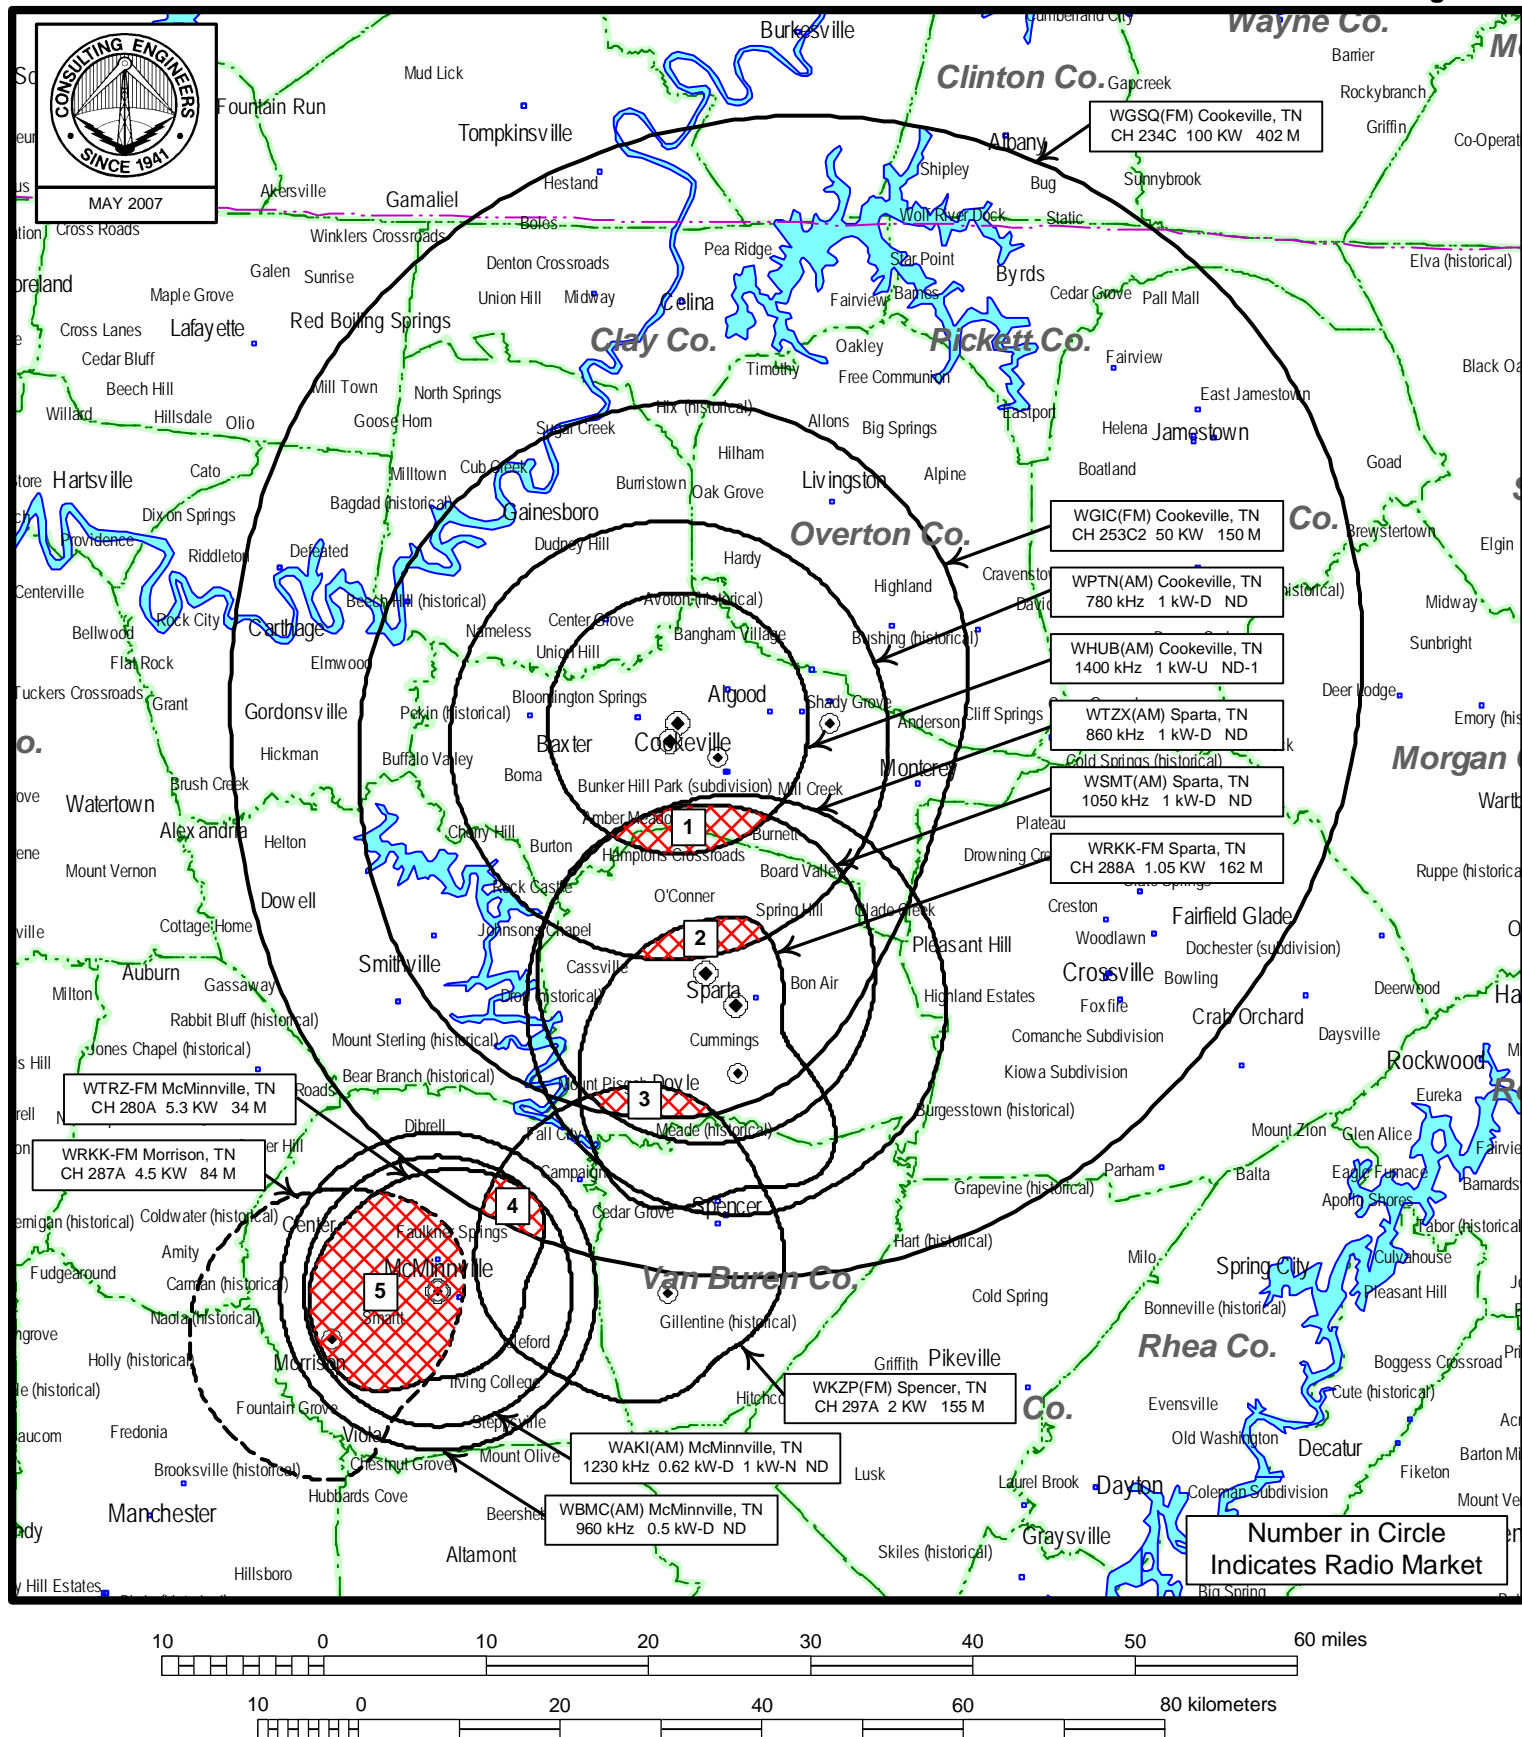 Burkesville
Cumberland City
Wayne Co.
Barrier
CONSULTING ENGINEERS
SINCE 1941
MAY 2007
Mud Lick
Clinton Co.
Gapcreek
Rockybranch
Fountain Run
Tompkinsville
WGSQ(FM) Cookeville, TN
CH 234C 100 KW 402 M
Griffin
Albany
Shipley
Bug
Sunnybrook
Hestand
Akersville
Gamaliel
Cross Roads
Winklers Crossroads
Boles
Wolf River Dock
Static
Pea Ridge
Star Point
Denton Crossroads
Galen
Sunrise
Byrds
Elva (historical)
Maple Grove
Union Hill
Midway
Celina
Fairview
Barnes
Cedar Grove
Pall Mall
Cross Lanes
Lafayette
Red Boiling Springs
Clay Co.
Oakley
Pickett Co.
Fairview
Cedar Bluff
Timothy
Free Communion
Beech Hill
Mill Town
North Springs
East Jamestown
Willard
Hillsdale
Olio
Goose Horn
Sugar Creek
Hix (historical)
Allons
Big Springs
Eastport
Helena
Jamestown
Hartsville
Cato
Milltown
Cub Creek
Burristown
Hilham
Oak Grove
Livingston
Alpine
Boatland
Goad
Dixon Springs
Bagdad (historical)
Gainesboro
Overton Co.
WGIC(FM) Cookeville, TN
CH 253C2 50 KW 150 M
Co.
Brewstertown
Elgin
Providence
Riddleton
Defeated
Dudney Hill
Hardy
Highland
WPTN(AM) Cookeville, TN
780 kHz 1 kW-D ND
Centerville
Beech Hill (historical)
Avoton (historical)
Midway
Rock City
Carthage
Nameless
Center Grove
Bangham Village
Bushing (historical)
Bellwood
WHUB(AM) Cookeville, TN
1400 kHz 1 kW-U ND-1
Sunbright
Flat Rock
Elmwood
Union Hill
Tuckers Crossroads
Grant
Gordonsville
Bloomington Springs
Algood
Shady Grove
Deer Lodge
Pekin (historical)
Anderson
Cliff Springs
WTZX(AM) Sparta, TN
860 kHz 1 kW-D ND
Hickman
Buffalo Valley
Baxter
Cookeville
Monterey
Cold Springs (historical)
Morgan
Brush Creek
Boma
Bunker Hill Park (subdivision)
Mill Creek
WSMT(AM) Sparta, TN
1050 kHz 1 kW-D ND
Watertown
Alexandria
Helton
Cherry Hill
Burton
1
Burnett
Plateau
Hamptons Crossroads
WRKK-FM Sparta, TN
CH 288A 1.05 KW 162 M
Mount Vernon
Board Valley
Dowell
Rock Castle
O'Conner
Spring Hill
Glade Creek
Creston
Fairfield Glade
Cottage Home
Johnsons Chapel
2
Pleasant Hill
Woodlawn
Dochester (subdivision)
Auburn
Smithville
Cassville
Crossville
Bowling
Milton
Gassaway
Sparta
Bon Air
Highland Estates
Foxfire
Deerwood
Rabbit Bluff (historical)
Crab Orchard
Jones Chapel (historical)
Mount Sterling (historical)
Cummings
Comanche Subdivision
Daysville
Rockwood
Bear Branch (historical)
Doyle
Kiowa Subdivision
WTRZ-FM McMinnville, TN
CH 280A 5.3 KW 34 M
Roads
3
Eureka
Dibrell
Fall City
Meade (historical)
Burgesstown (historical)
Mount Zion
Glen Alice
WRKK-FM Morrison, TN
CH 287A 4.5 KW 84 M
Campaign
Parham
Balta
Eagle Furnace
Grapevine (historical)
Apollo Shores
Coldwater (historical)
Center
4
Cedar Grove
Spencer
Faulkner Springs
Hart (historical)
Milo
Culvahouse
Amity
Fudgearound
Carman (historical)
McMinnville
Van Buren Co.
Spring City
Pleasant Hill
5
Naola (historical)
Smartt
Gillentine (historical)
Cold Spring
Bonneville (historical)
Holly (historical)
Morrison
Griffith
Pikeville
Rhea Co.
Boggess Crossroad
Irving College
WKZP(FM) Spencer, TN
CH 297A 2 KW 155 M
Co.
Cute (historical)
Evensville
Fountain Grove
Fredonia
Viola
Old Washington
Decatur
Brooksville (historical)
Chestnut Grove
Mount Olive
WAKI(AM) McMinnville, TN
1230 kHz 0.62 kW-D 1 kW-N ND
Lusk
Laurel Brook
Dayton
Fiketon
Hubbards Cove
Coleman Subdivision
Manchester
WBMC(AM) McMinnville, TN
960 kHz 0.5 kW-D ND
Graysville
Altamont
Skiles (historical)
Number in Circle
Indicates Radio Market
Hillsboro
Big Spring
10 0 10 20 30 40 50 60 miles
10 0 20 40 60 80 kilometers